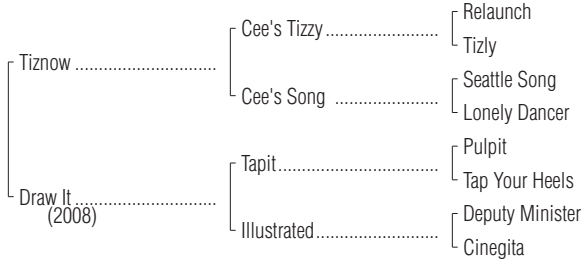 Relaunch
Cee's Tizzy ........................
Tizly
Tiznow ..............................
Seattle Song
Cee's Song ......................
Lonely Dancer
Pulpit
Tapit..................................
Tap Your Heels
Draw It ..............................
(2008)
Deputy Minister
Illustrated..........................
Cinegita